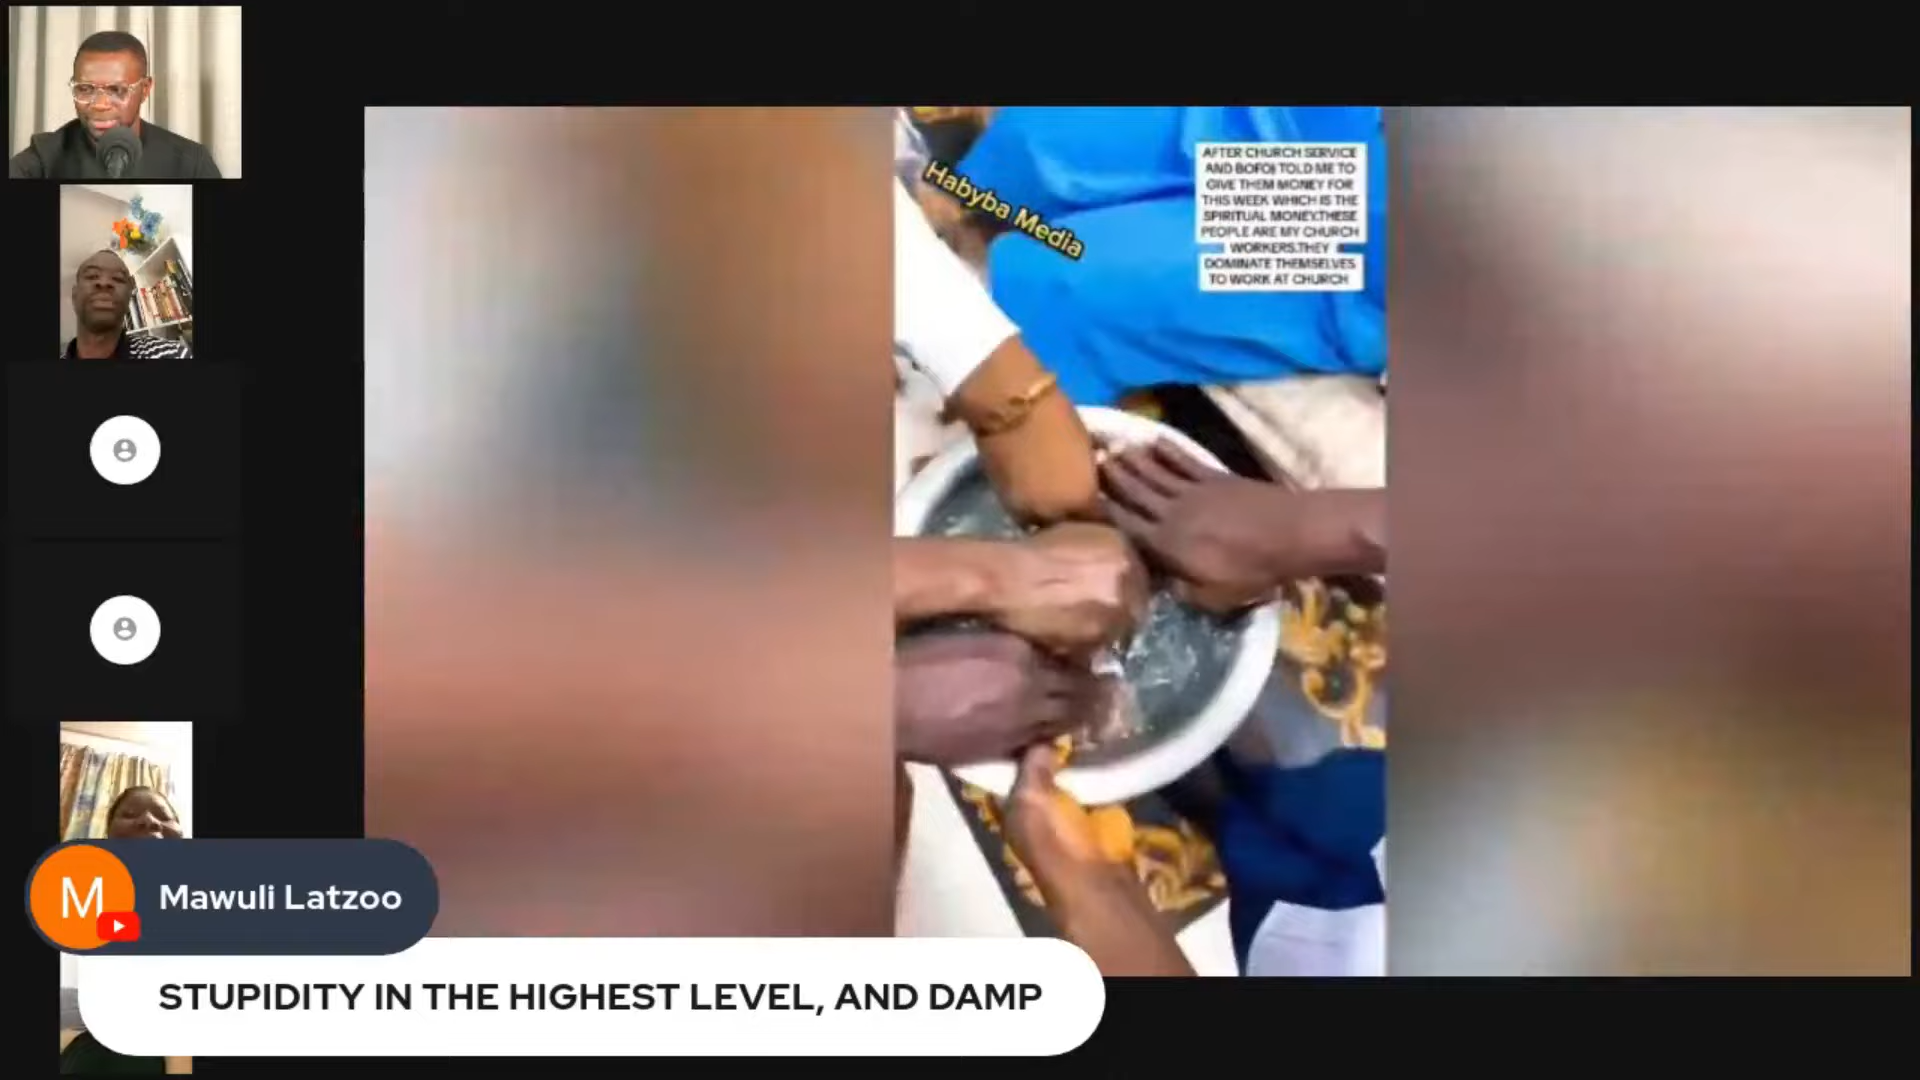 Habyba Media
AFTER CHURCH SERVICE
AND BOFOƆ TOLD ME TO
GIVE THEM MONEY FOR
THIS WEEK WHICH IS THE
SPIRITUAL MONEY.THESE
PEOPLE ARE MY CHURCH
WORKERS.THEY
DOMINATE THEMSELVES
TO WORK AT CHURCH
M
Mawuli Latzoo
STUPIDITY IN THE HIGHEST LEVEL, AND DAMP